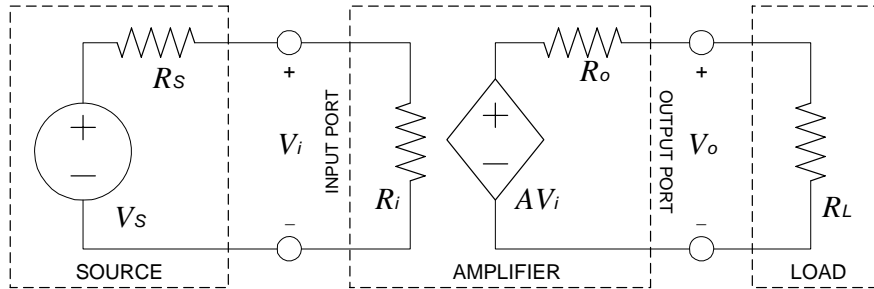 RS
Ro
+
+
+
+
INPUT PORT
OUTPUT PORT
Vi
Vo
−
−
VS
Ri
AVi
RL
−
−
SOURCE
AMPLIFIER
LOAD